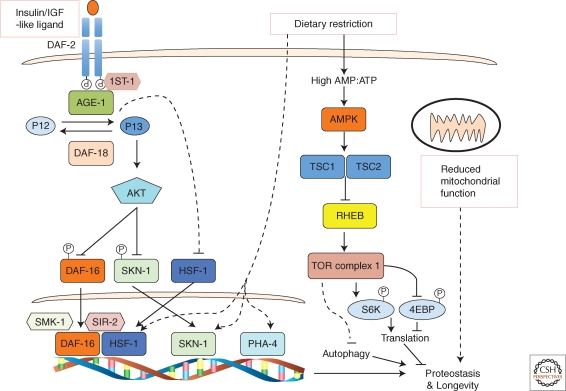 Insulin/IGF
-like ligand
DAF-2
Dietary restriction
P
P
1ST-1
AGE-1
High AMP:ATP
P12
P13
AMPK
DAF-18
TSC1
TSC2
Reduced
mitochondrial
function
AKT
RHEB
P
P
DAF-16
SKN-1
HSF-1
TOR complex 1
P
P
S6K
4EBP
SMK-1
SIR-2
Translation
DAF-16
HSF-1
SKN-1
PHA-4
Autophagy
Proteostasis
& Longevity
CSH
PERSPECTIVES